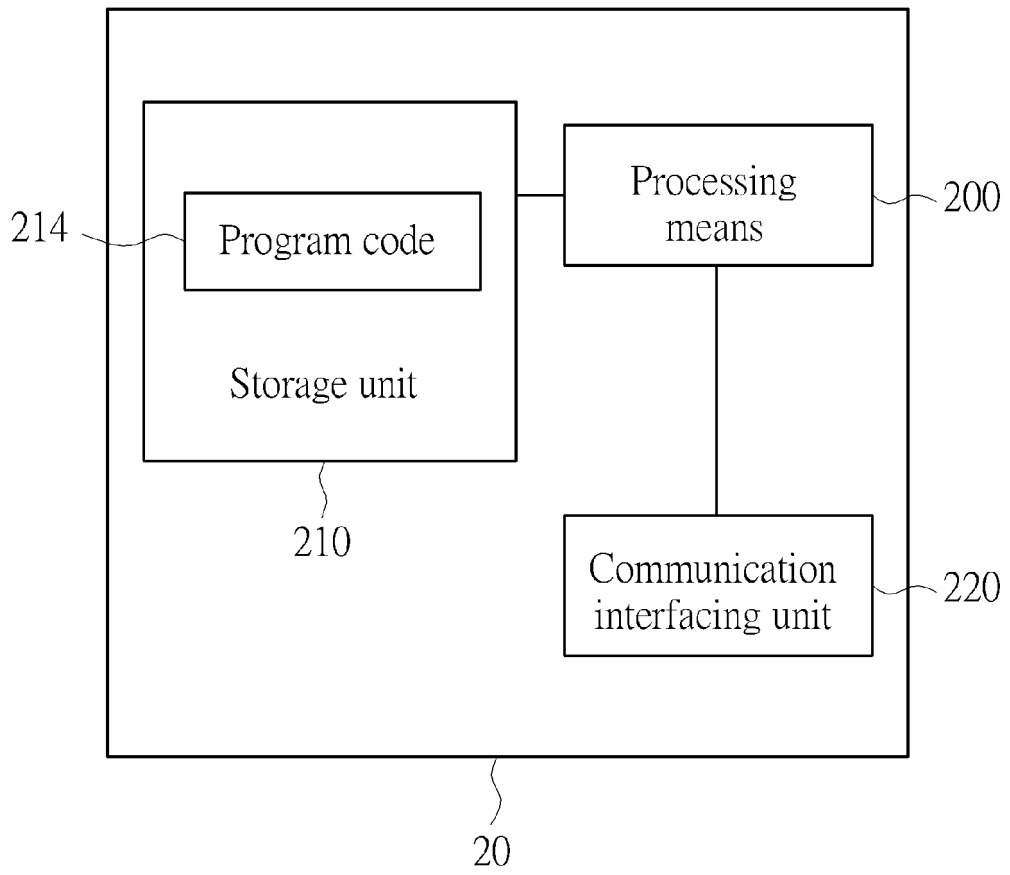 Processing
means
200
214
Program code
Storage unit
210
Communication
interfacing unit
220
20